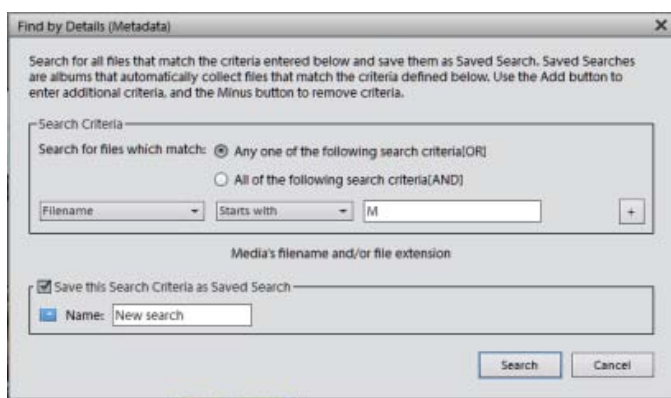 Find by Details (Metadata)
Search for all files that match the criteria entered below and save them as Saved Search. Saved Searches
are albums that automatically collect files that match the criteria defined below. Use the Add button to
enter additional criteria, and the Minus button to remove criteria.
Search Criteria
Search for files which match: Any one of the following search criteria[OR]
All of the following search criteria[AND]
Filename Starts with M +
Media's filename and/or file extension
Save this Search Criteria as Saved Search
Name: New search
Search Cancel